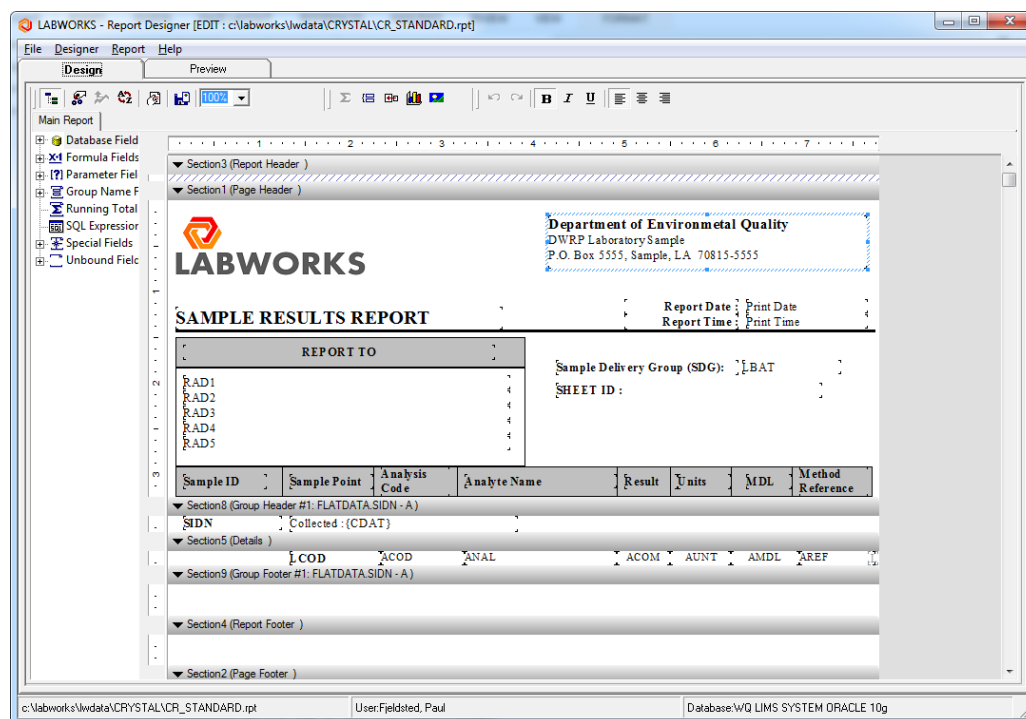 LABWORKS - Report Designer [EDIT : c:\labworks\lwdata\CRYSTAL\CR_STANDARD.rpt]
File Designer Report Help
Design Preview
100% B I U
Main Report
Database Field
Formula Fields
Parameter Fiel
Group Name F
Running Total
SQL Expression
Special Fields
Unbound Fielc
1 2 3 4 5 6 7
Section3 (Report Header )
Section1 (Page Header )
LABWORKS
Department of Environmetal Quality
DWRP Laboratory Sample
P.O. Box 5555, Sample, LA 70815-5555
SAMPLE RESULTS REPORT
Report Date : Print Date
Report Time : Print Time
REPORT TO
RAD1
RAD2
RAD3
RAD4
RAD5
Sample Delivery Group (SDG): LBAT
SHEET ID :
1
2
3
Sample ID Sample Point Analysis Code Analyte Name Result Units MDL Method Reference
Section8 (Group Header #1: FLATDATA.SIDN - A )
SIDN Collected : {CDAT}
Section5 (Details )
LCOD ACOD ANAL ACOM AUNT AMDL AREF
Section9 (Group Footer #1: FLATDATA.SIDN - A )
Section4 (Report Footer )
Section2 (Page Footer )
c:\labworks\lwdata\CRYSTAL\CR_STANDARD.rpt User:Fjeldsted, Paul Database:WQ LIMS SYSTEM ORACLE 10g